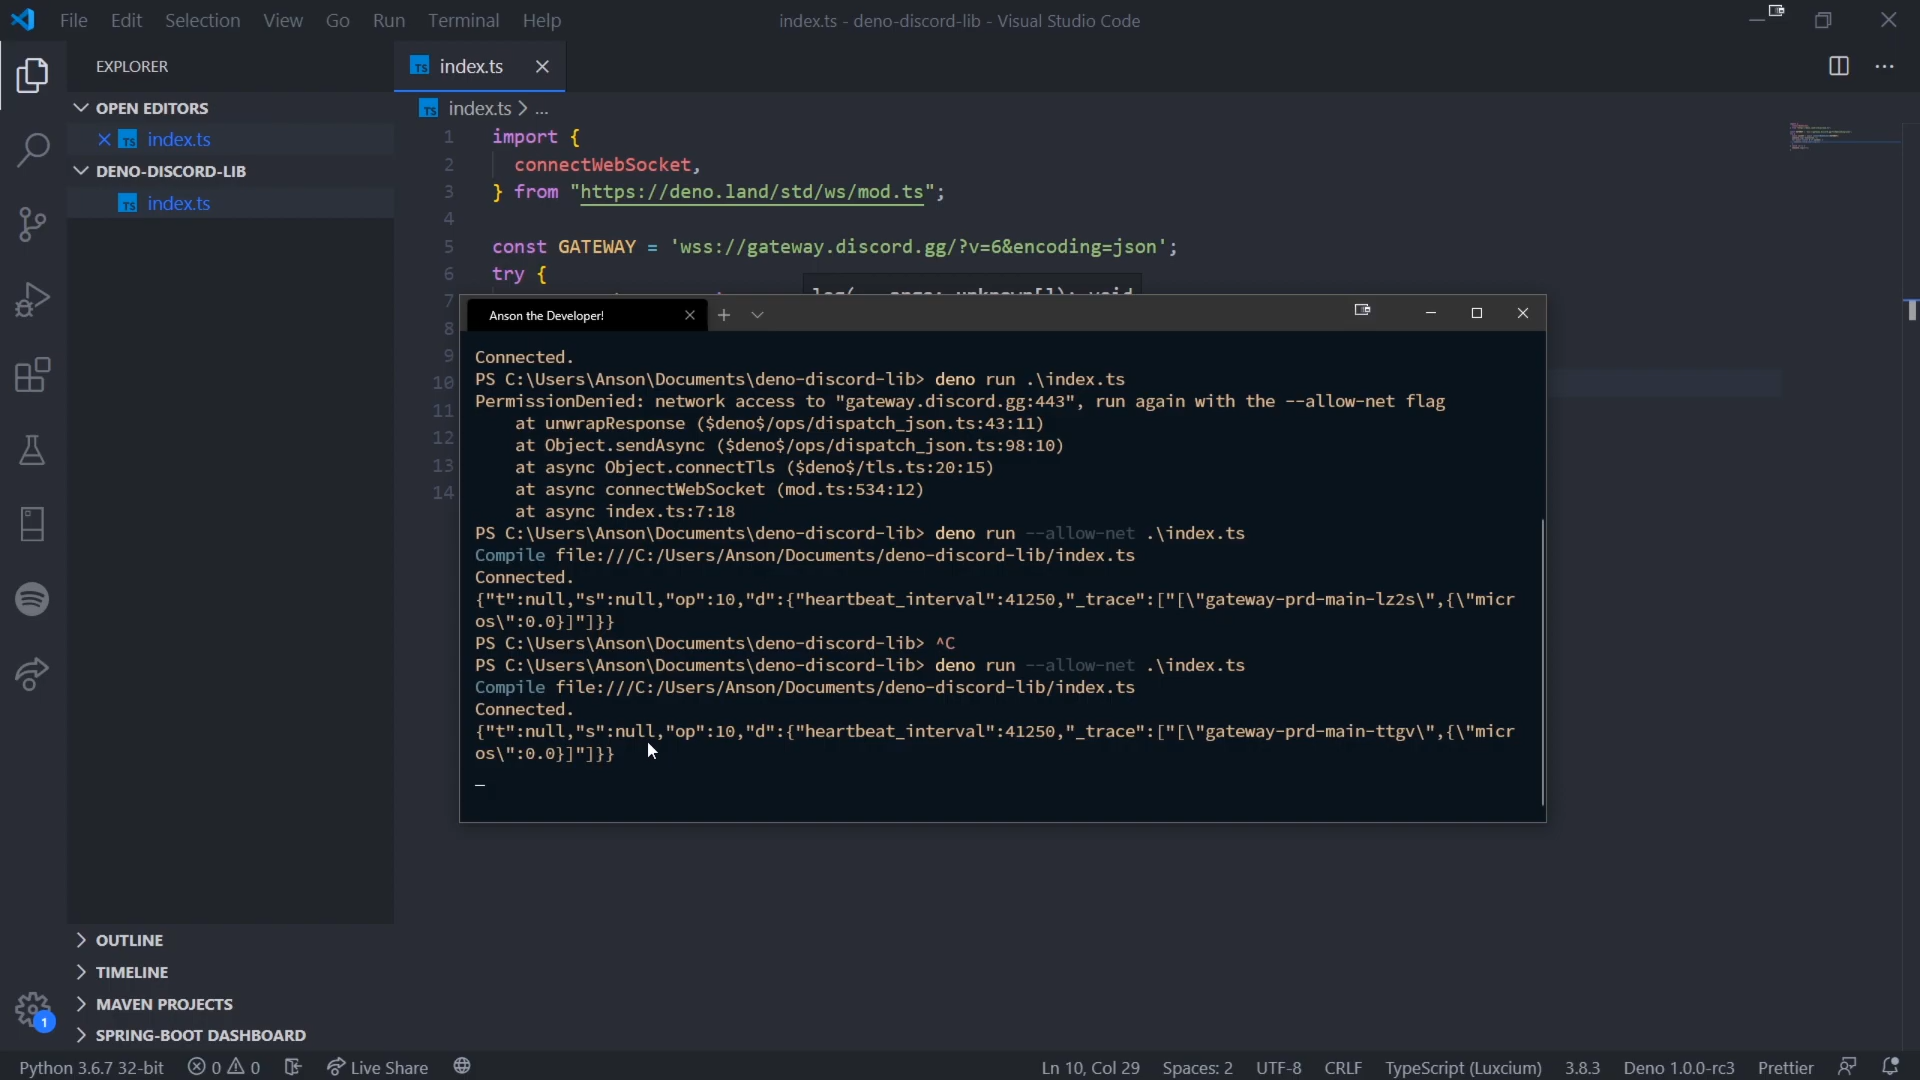 File Edit Selection View Go Run Terminal Help
index.ts - deno-discord-lib - Visual Studio Code
EXPLORER
OPEN EDITORS
TS index.ts
DENO-DISCORD-LIB
TS index.ts
TS index.ts
TS index.ts > ...
1 import {
2 connectWebSocket,
3 } from "https://deno.land/std/ws/mod.ts";
4
5 const GATEWAY = 'wss://gateway.discord.gg/?v=6&encoding=json';
6 try {
7
8
9
10
11
12
13
14
Anson the Developer!
Connected.
PS C:\Users\Anson\Documents\deno-discord-lib> deno run .\index.ts
PermissionDenied: network access to "gateway.discord.gg:443", run again with the --allow-net flag
at unwrapResponse ($deno$/ops/dispatch_json.ts:43:11)
at Object.sendAsync ($deno$/ops/dispatch_json.ts:98:10)
at async Object.connectTls ($deno$/tls.ts:20:15)
at async connectWebSocket (mod.ts:534:12)
at async index.ts:7:18
PS C:\Users\Anson\Documents\deno-discord-lib> deno run --allow-net .\index.ts
Compile file:///C:/Users/Anson/Documents/deno-discord-lib/index.ts
Connected.
{"t":null,"s":null,"op":10,"d":{"heartbeat_interval":41250,"_trace":["[\"gateway-prd-main-lz2s\",{\"micr
os\":0.0}]"]}}
PS C:\Users\Anson\Documents\deno-discord-lib> ^C
PS C:\Users\Anson\Documents\deno-discord-lib> deno run --allow-net .\index.ts
Compile file:///C:/Users/Anson/Documents/deno-discord-lib/index.ts
Connected.
{"t":null,"s":null,"op":10,"d":{"heartbeat_interval":41250,"_trace":["[\"gateway-prd-main-ttgv\",{\"micr
os\":0.0}]"]}}
OUTLINE
TIMELINE
MAVEN PROJECTS
SPRING-BOOT DASHBOARD
1
Python 3.6.7 32-bit 0 0 Live Share
Ln 10, Col 29 Spaces: 2 UTF-8 CRLF TypeScript (Luxcium) 3.8.3 Deno 1.0.0-rc3 Prettier